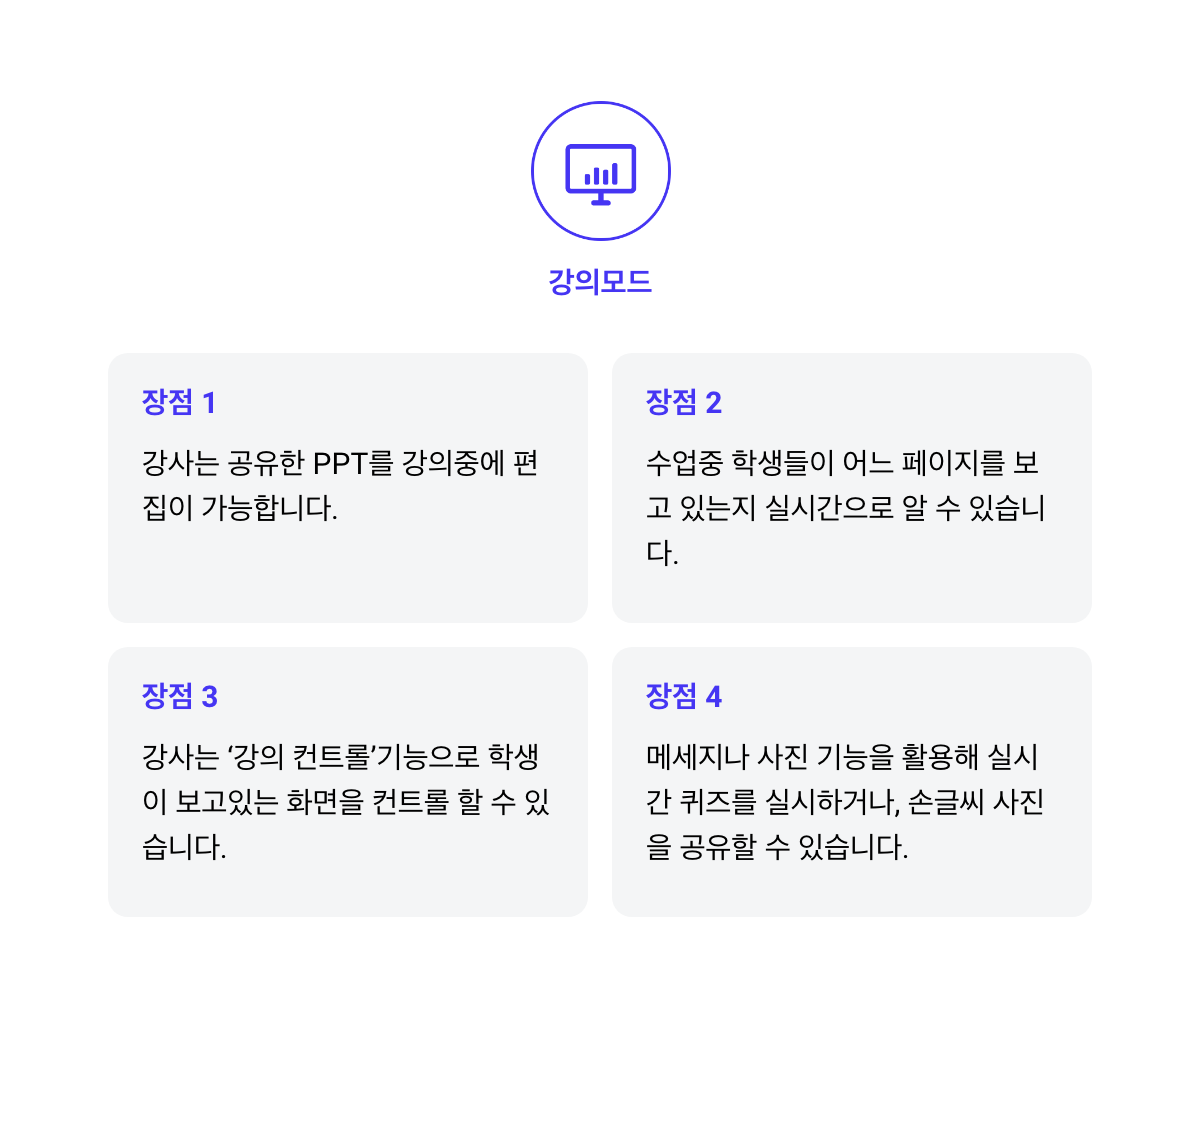 강의모드
장점 1
강사는 공유한 PPT를 강의중에 편
집이 가능합니다.
장점 2
수업중 학생들이 어느 페이지를 보
고 있는지 실시간으로 알 수 있습니
다.
장점 3
강사는 ‘강의 컨트롤’기능으로 학생
이 보고있는 화면을 컨트롤 할 수 있
습니다.
장점 4
메세지나 사진 기능을 활용해 실시
간 퀴즈를 실시하거나, 손글씨 사진
을 공유할 수 있습니다.